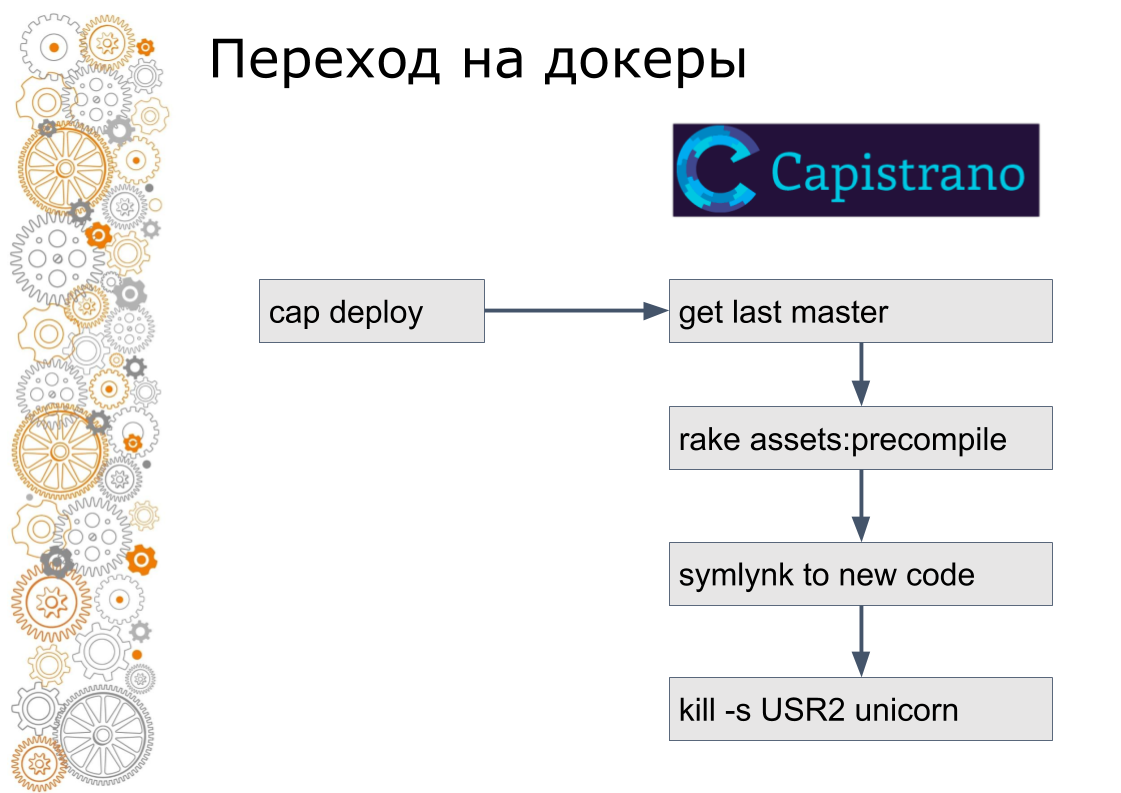 Переход на докеры
Capistrano
cap deploy
get last master
rake assets:precompile
symlynk to new code
kill -s USR2 unicorn